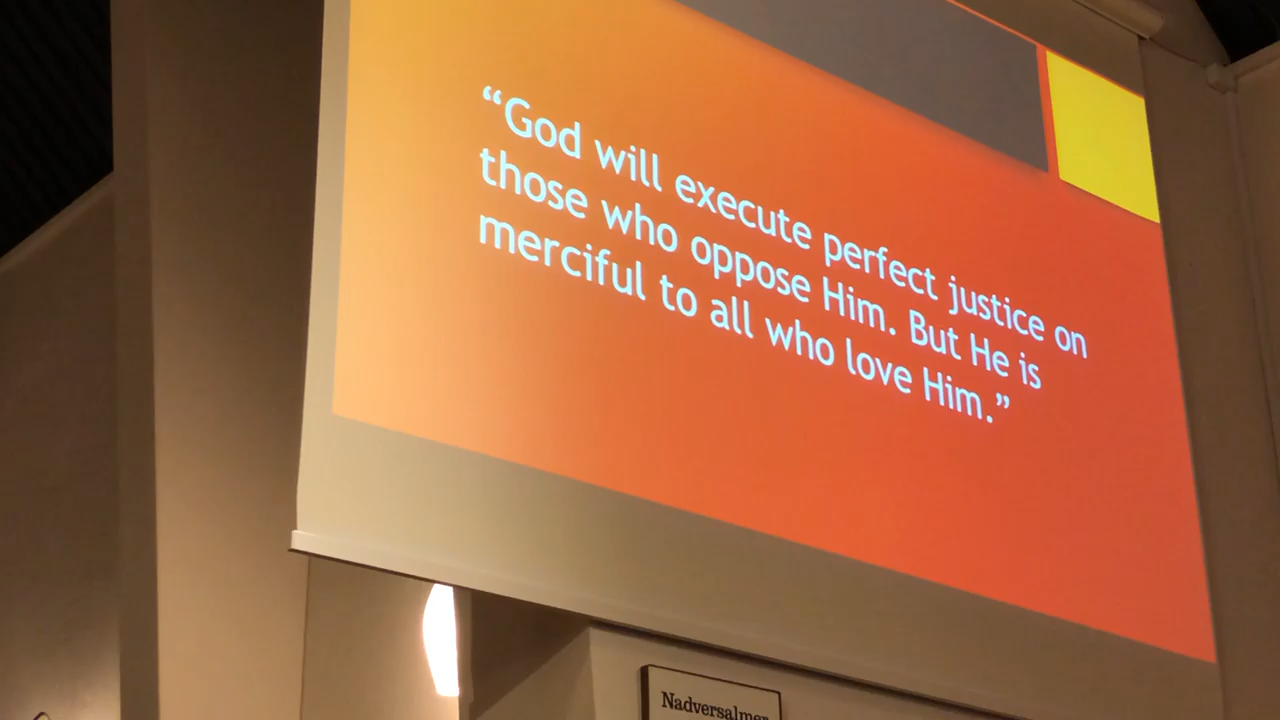 “God will execute perfect justice on
those who oppose Him. But He is
merciful to all who love Him.”
Nadversalmer